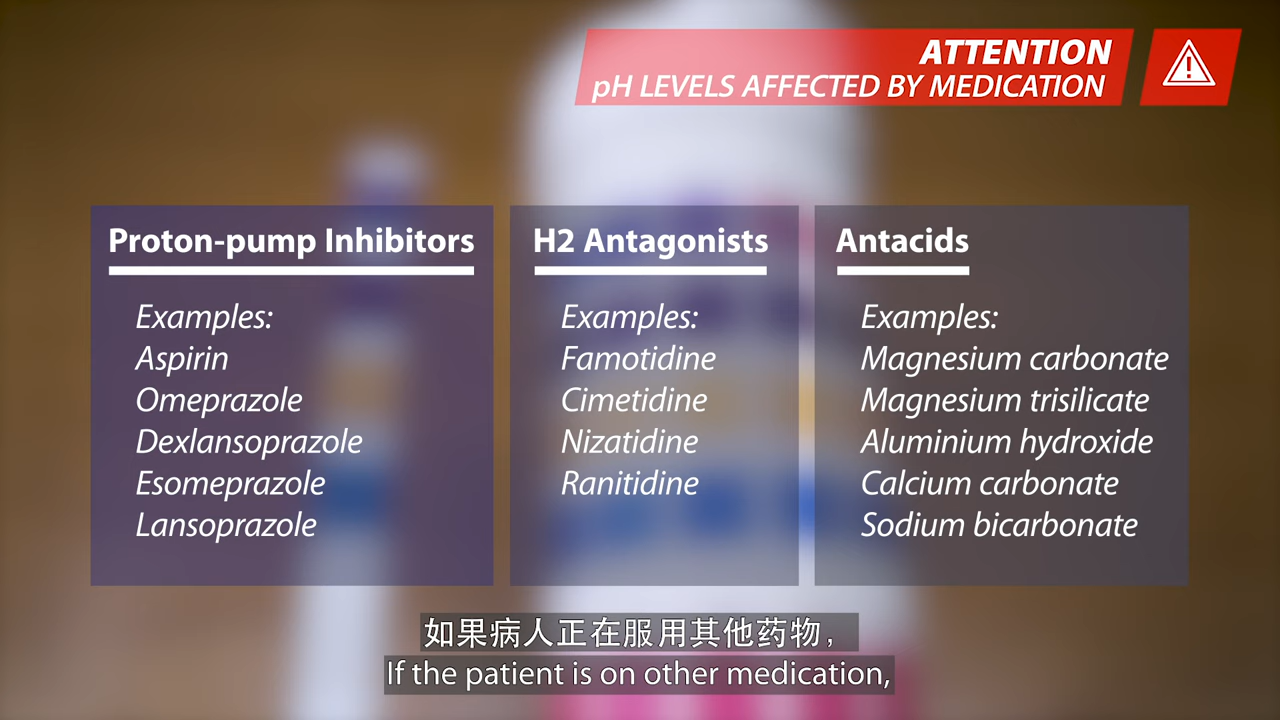 ATTENTION
pH LEVELS AFFECTED BY MEDICATION
Proton-pump Inhibitors
Examples:
Aspirin
Omeprazole
Dexlansoprazole
Esomeprazole
Lansoprazole
H2 Antagonists
Examples:
Famotidine
Cimetidine
Nizatidine
Ranitidine
Antacids
Examples:
Magnesium carbonate
Magnesium trisilicate
Aluminium hydroxide
Calcium carbonate
Sodium bicarbonate
如果病人正在服用其他药物，
If the patient is on other medication,